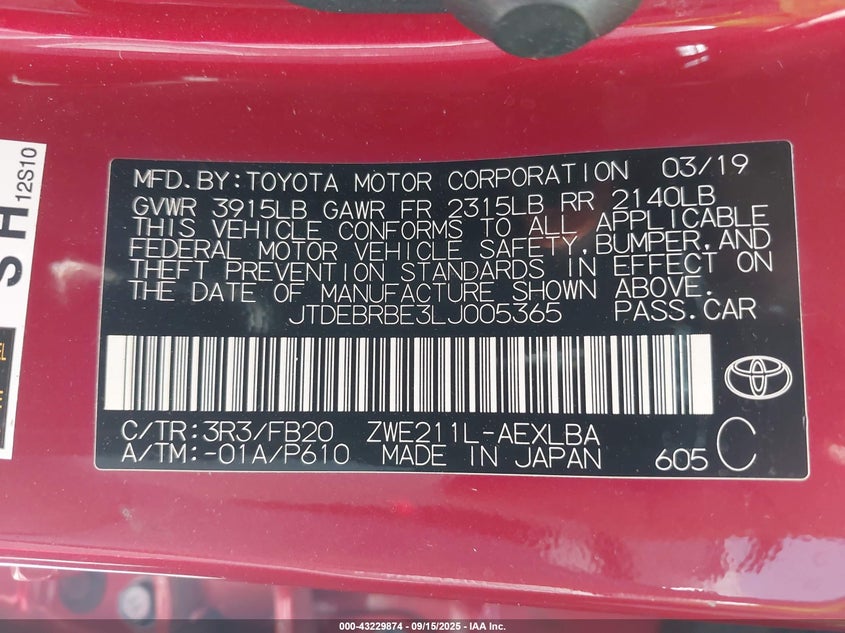 MFD.BY:TOYOTA MOTOR CORPORATION 03/19
GVWR 3915LB GAWR FR 2315LB RR 2140LB
THIS VEHICLE CONFORMS TO ALL APPLICABLE
FEDERAL MOTOR VEHICLE SAFETY,BUMPER,AND
THEFT PREVENTION STANDARDS IN EFFECT ON
THE DATE OF MANUFACTURE SHOWN ABOVE.
JTDEBRBE3LJ005365 PASS.CAR
C/TR:3R3/FB20 ZWE211L-AEXLBA
A/TM:-01A/P610 MADE IN JAPAN 605 C
SH
12S10
000-43229874 - 09/15/2025 - IAA Inc.